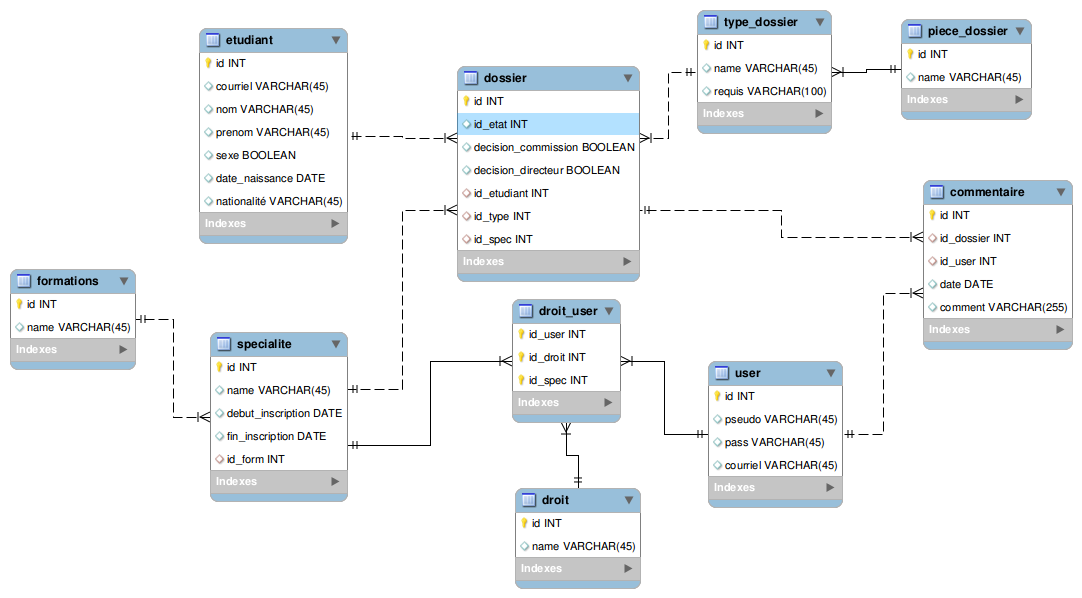 etudiant
id INT
courriel VARCHAR(45)
nom VARCHAR(45)
prenom VARCHAR(45)
sexe BOOLEAN
date_naissance DATE
nationalité VARCHAR(45)
Indexes
dossier
id INT
id_etat INT
decision_commission BOOLEAN
decision_directeur BOOLEAN
id_etudiant INT
id_type INT
id_spec INT
Indexes
type_dossier
id INT
name VARCHAR(45)
requis VARCHAR(100)
Indexes
piece_dossier
id INT
name VARCHAR(45)
Indexes
commentaire
id INT
id_dossier INT
id_user INT
date DATE
comment VARCHAR(255)
Indexes
formations
id INT
name VARCHAR(45)
Indexes
specialite
id INT
name VARCHAR(45)
debut_inscription DATE
fin_inscription DATE
id_form INT
Indexes
droit_user
id_user INT
id_droit INT
id_spec INT
Indexes
user
id INT
pseudo VARCHAR(45)
pass VARCHAR(45)
courriel VARCHAR(45)
Indexes
droit
id INT
name VARCHAR(45)
Indexes